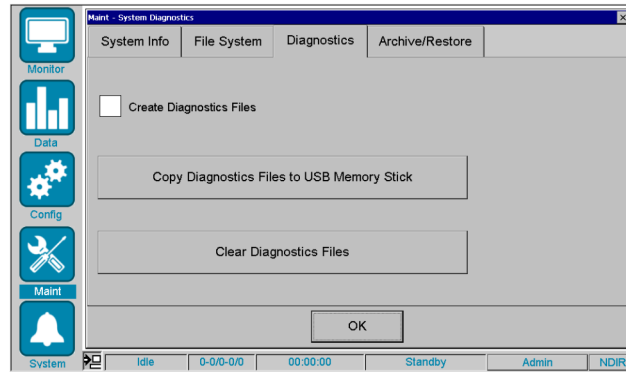 Maint - System Diagnostics
System Info File System Diagnostics Archive/Restore
Monitor
Create Diagnostics Files
Data
Copy Diagnostics Files to USB Memory Stick
Config
Clear Diagnostics Files
Maint
OK
System
Idle 0-0/0-0/0 00:00:00 Standby Admin NDIR